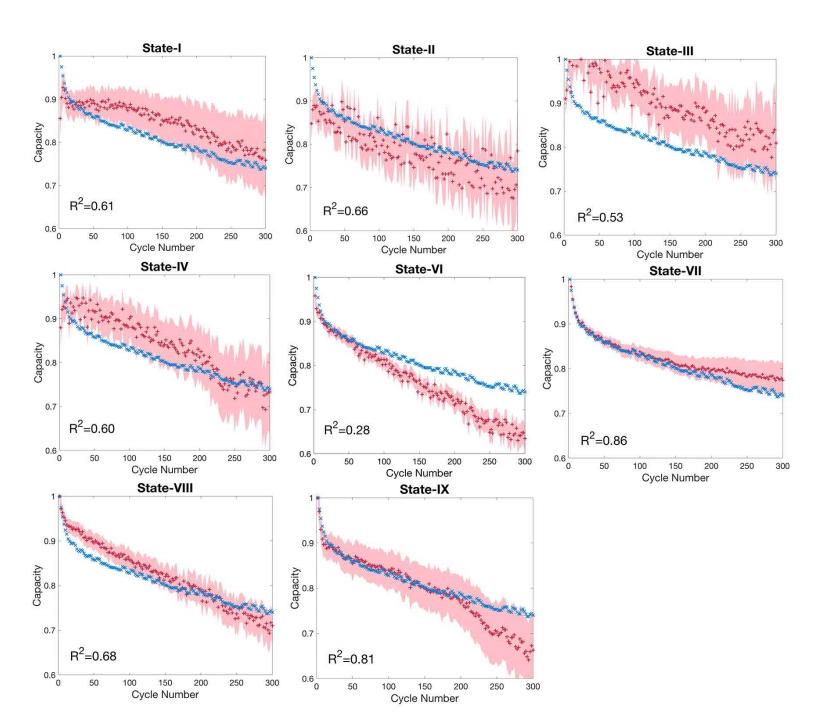 State-I
1
0.9
0.8
0.7
0.6
Capacity
R²=0.61
0 50 100 150 200 250 300
Cycle Number
State-II
1
0.9
0.8
0.7
0.6
Capacity
R²=0.66
0 50 100 150 200 250 300
Cycle Number
State-III
1
0.9
0.8
0.7
0.6
Capacity
R²=0.53
0 50 100 150 200 250 300
Cycle Number
State-IV
1
0.9
0.8
0.7
0.6
Capacity
R²=0.60
0 50 100 150 200 250 300
Cycle Number
State-VI
1
0.9
0.8
0.7
0.6
Capacity
R²=0.28
0 50 100 150 200 250 300
Cycle Number
State-VII
1
0.9
0.8
0.7
0.6
Capacity
R²=0.86
0 50 100 150 200 250 300
Cycle Number
State-VIII
1
0.9
0.8
0.7
0.6
Capacity
R²=0.68
0 50 100 150 200 250 300
Cycle Number
State-IX
1
0.9
0.8
0.7
0.6
Capacity
R²=0.81
0 50 100 150 200 250 300
Cycle Number